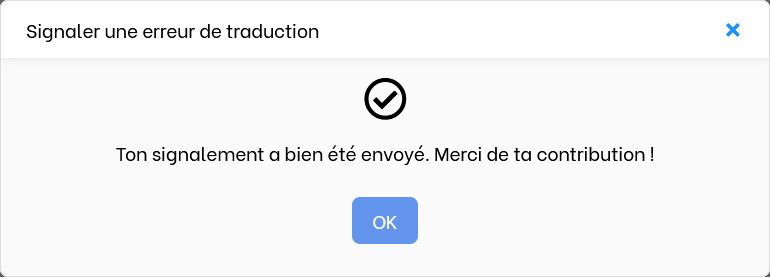 Signaler une erreur de traduction
Ton signalement a bien été envoyé. Merci de ta contribution !
OK